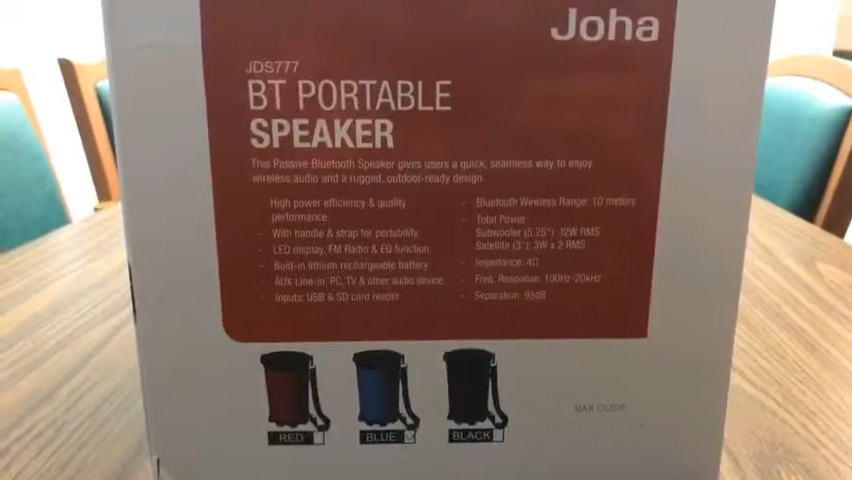 Joha
JDS777
BT PORTABLE
SPEAKER
This Passive Bluetooth Speaker gives users a quick, seamless way to enjoy
wireless audio and a rugged, outdoor-ready design.
High power efficiency & quality
performance
- With handle & strap for portability
- LED display, FM Radio & EQ function
- Built-in lithium rechargeable battery
- AUX Line-in: PC, TV & other audio device
- Inputs: USB & SD card reader
- Bluetooth Wireless Range: 10 meters
- Total Power
Subwoofer (5.25"): 12W RMS
Satellite (3"): 3W x 2 RMS
- Impedance: 4Ω
- Freq. Response: 100Hz-20kHz
- Separation: 95dB
RED
BLUE
BLACK
BAR CODE